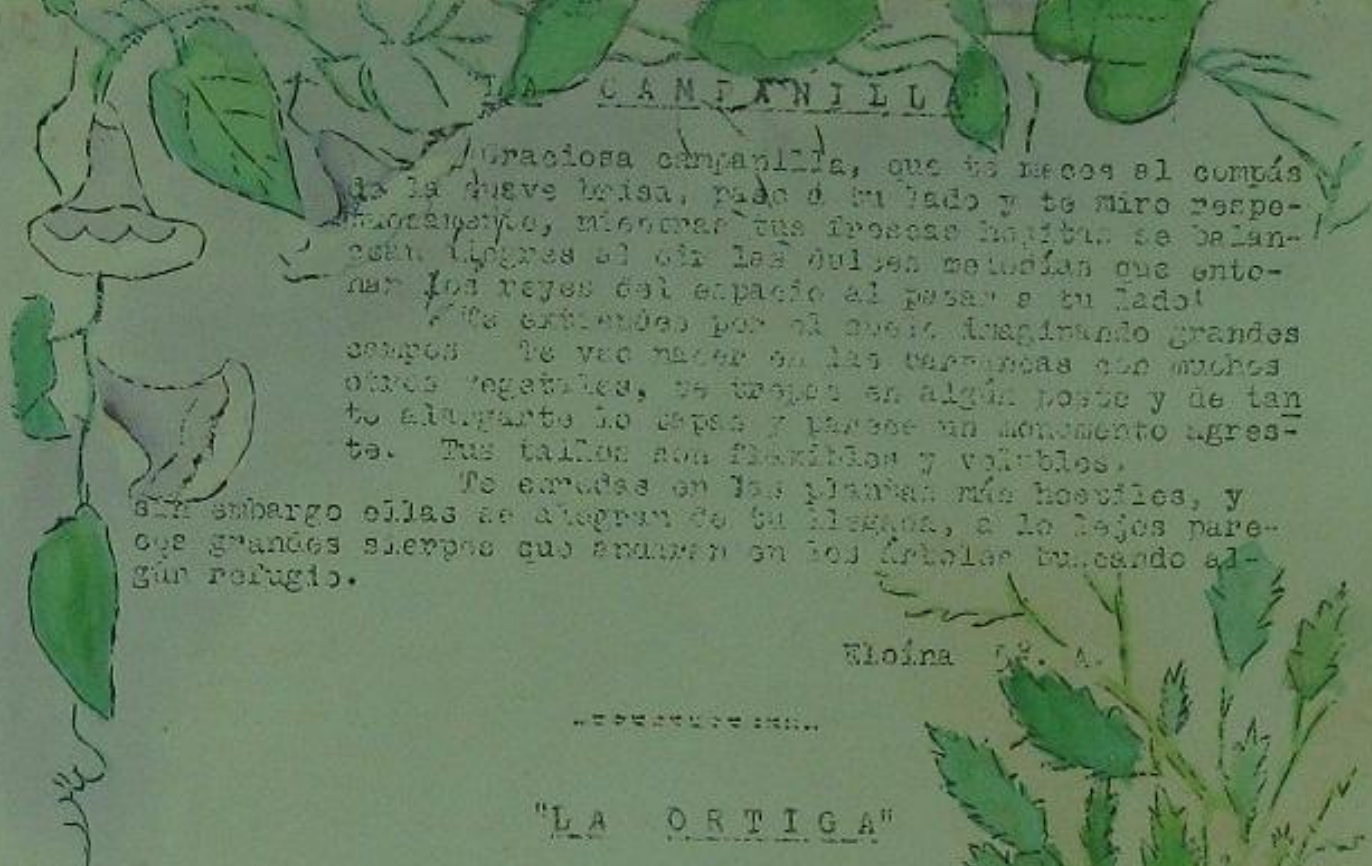 LA CAMPANILLA
Graciosa campanilla, que te meces al compás
de la suave brisa, paso á tu lado y te miro respe-
tuosamente, mientras tus frescas hojitas se balan-
cean alegres al oir las dulces melodías que ento-
nan los reyes del espacio al pasar a tu lado!
Te extiendes por el suelo imaginando grandes
campos Te veo nacer en las barrancas con muchos
otros vegetales, te trepas en algún poste y de tan
to alargarte lo tapas y parece un monumento agres-
te. Tus tallos son flexibles y volubles.
Te enredas en las plantas más hostiles, y
sin embargo ellas se alegran de tu llegada, a lo lejos pare-
ces grandes sierpes que andaran en los árboles buscando al-
gún refugio.
Eloína A.
"LA ORTIGA"